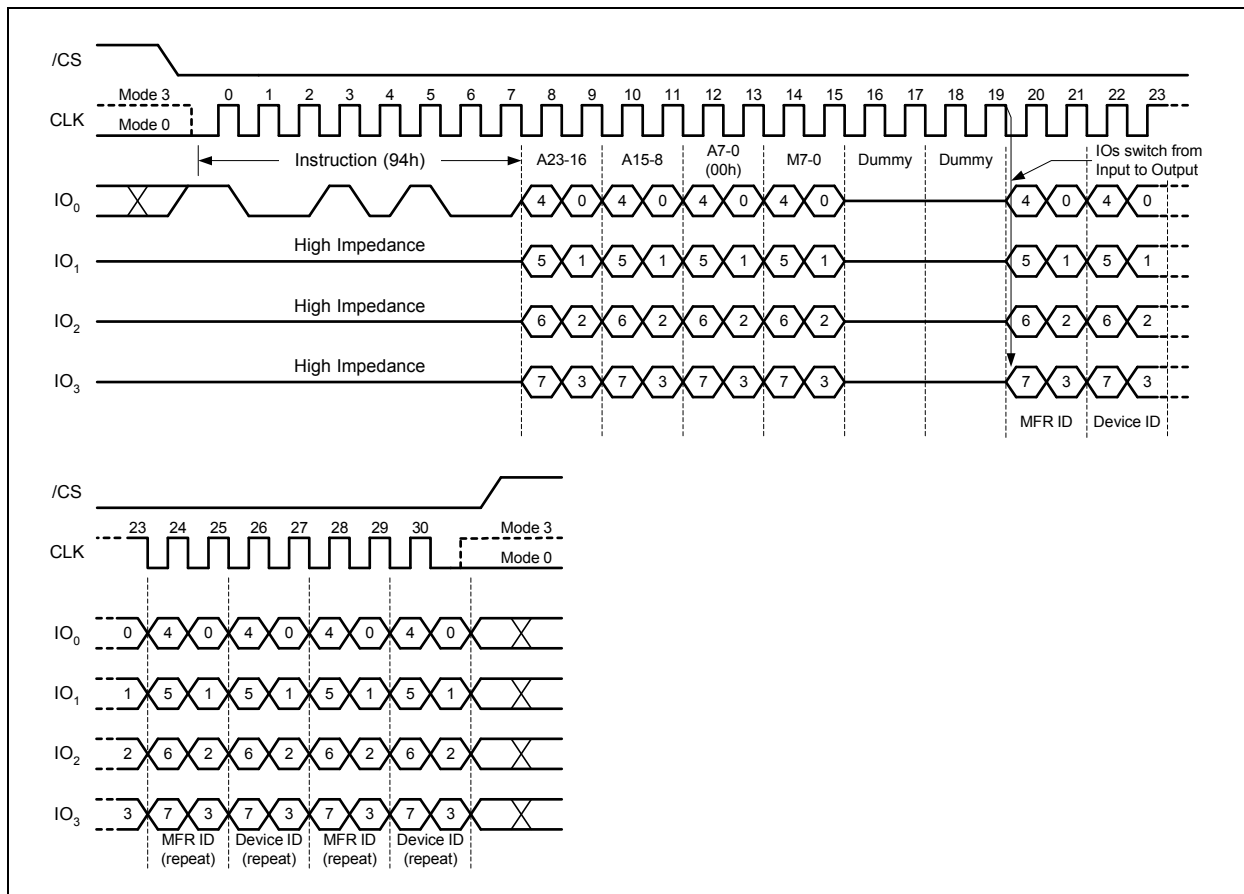 /CS
Mode 3
0 1 2 3 4 5 6 7 8 9 10 11 12 13 14 15 16 17 18 19 20 21 22 23
CLK
Mode 0
Instruction (94h)
A23-16 A15-8 A7-0 (00h) M7-0 Dummy Dummy
IOs switch from
Input to Output
IO0 4 0 4 0 4 0 4 0 4 0 4 0
High Impedance
IO1 5 1 5 1 5 1 5 1 5 1 5 1
High Impedance
IO2 6 2 6 2 6 2 6 2 6 2 6 2
High Impedance
IO3 7 3 7 3 7 3 7 3 7 3 7 3
MFR ID Device ID
/CS
23 24 25 26 27 28 29 30 Mode 3
CLK
Mode 0
IO0 0 4 0 4 0 4 0 4 0
IO1 1 5 1 5 1 5 1 5 1
IO2 2 6 2 6 2 6 2 6 2
IO3 3 7 3 7 3 7 3 7 3
MFR ID Device ID MFR ID Device ID
(repeat) (repeat) (repeat) (repeat)